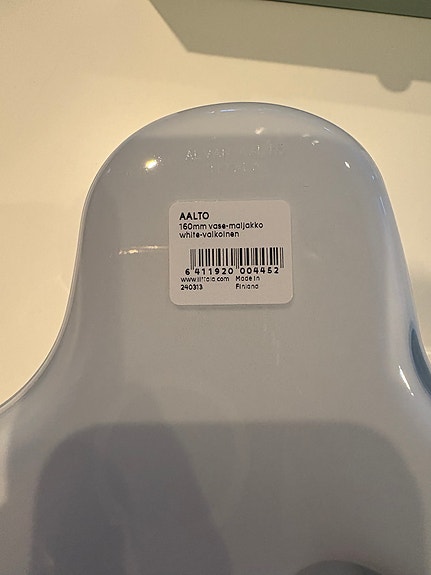 AALTO
160mm vase-maljakko
white-valkoinen
6 411920 004452
www.iittala.com Made in
240313 Finland